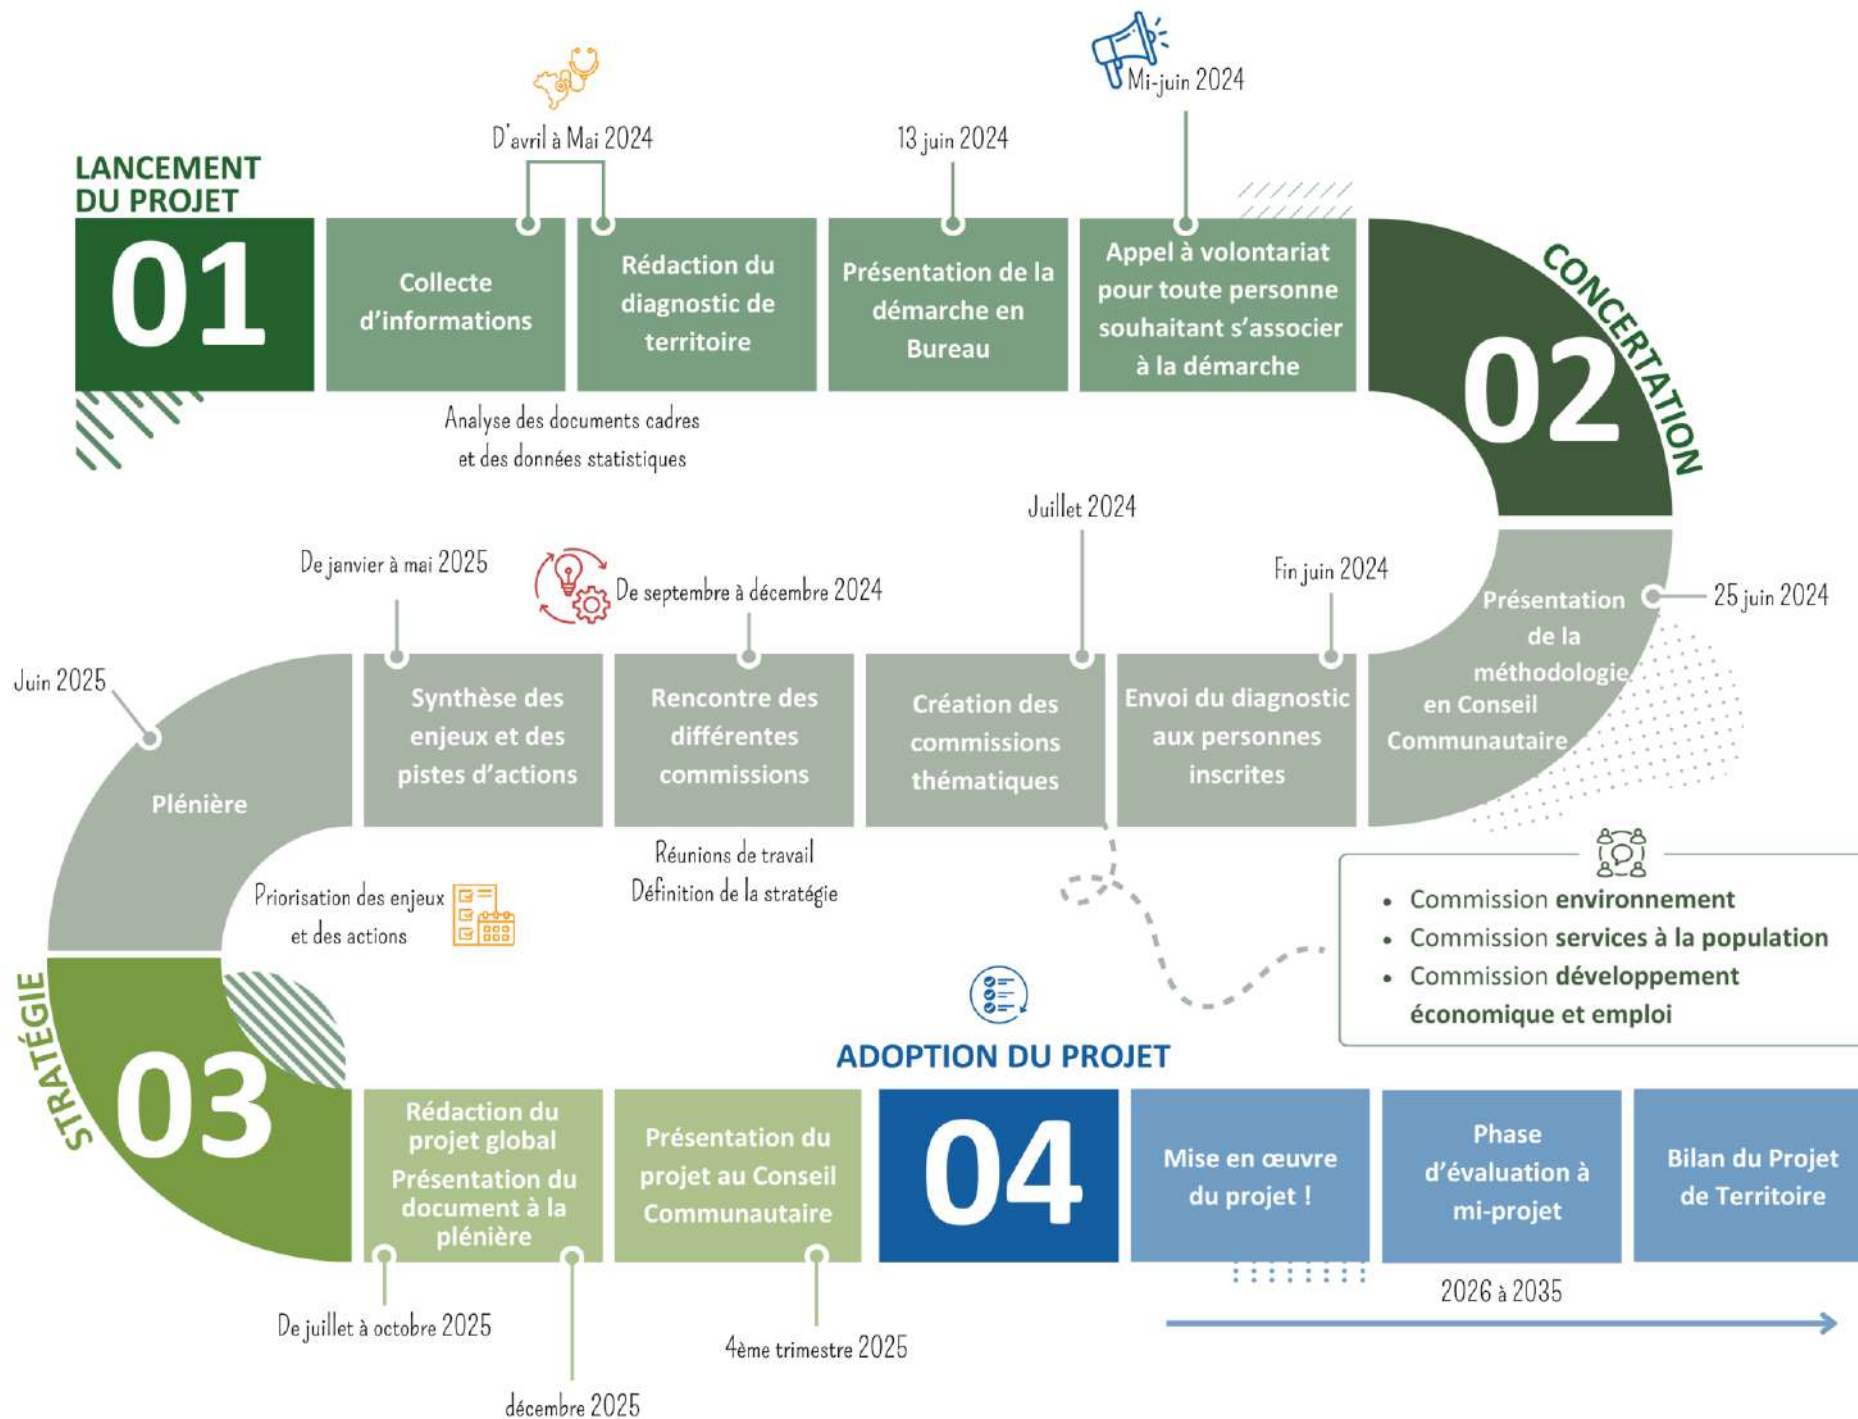 LANCEMENT
DU PROJET
01
D'avril à Mai 2024
Collecte
d'informations
Rédaction du
diagnostic de
territoire
Analyse des documents cadres
et des données statistiques
13 juin 2024
Présentation de la
démarche en
Bureau
Mi-juin 2024
Appel à volontariat
pour toute personne
souhaitant s'associer
à la démarche
CONCERTATION
02
25 juin 2024
Présentation
de la
méthodologie
en Conseil
Communautaire
Fin juin 2024
Envoi du diagnostic
aux personnes
inscrites
Juillet 2024
Création des
commissions
thématiques
• Commission environnement
• Commission services à la population
• Commission développement
économique et emploi
De septembre à décembre 2024
Rencontre des
différentes
commissions
Réunions de travail
Définition de la stratégie
De janvier à mai 2025
Synthèse des
enjeux et des
pistes d'actions
Juin 2025
Plénière
Priorisation des enjeux
et des actions
STRATÉGIE
03
Rédaction du
projet global
Présentation du
document à la
plénière
De juillet à octobre 2025
décembre 2025
Présentation du
projet au Conseil
Communautaire
4ème trimestre 2025
ADOPTION DU PROJET
04
Mise en œuvre
du projet !
Phase
d'évaluation à
mi-projet
Bilan du Projet
de Territoire
2026 à 2035